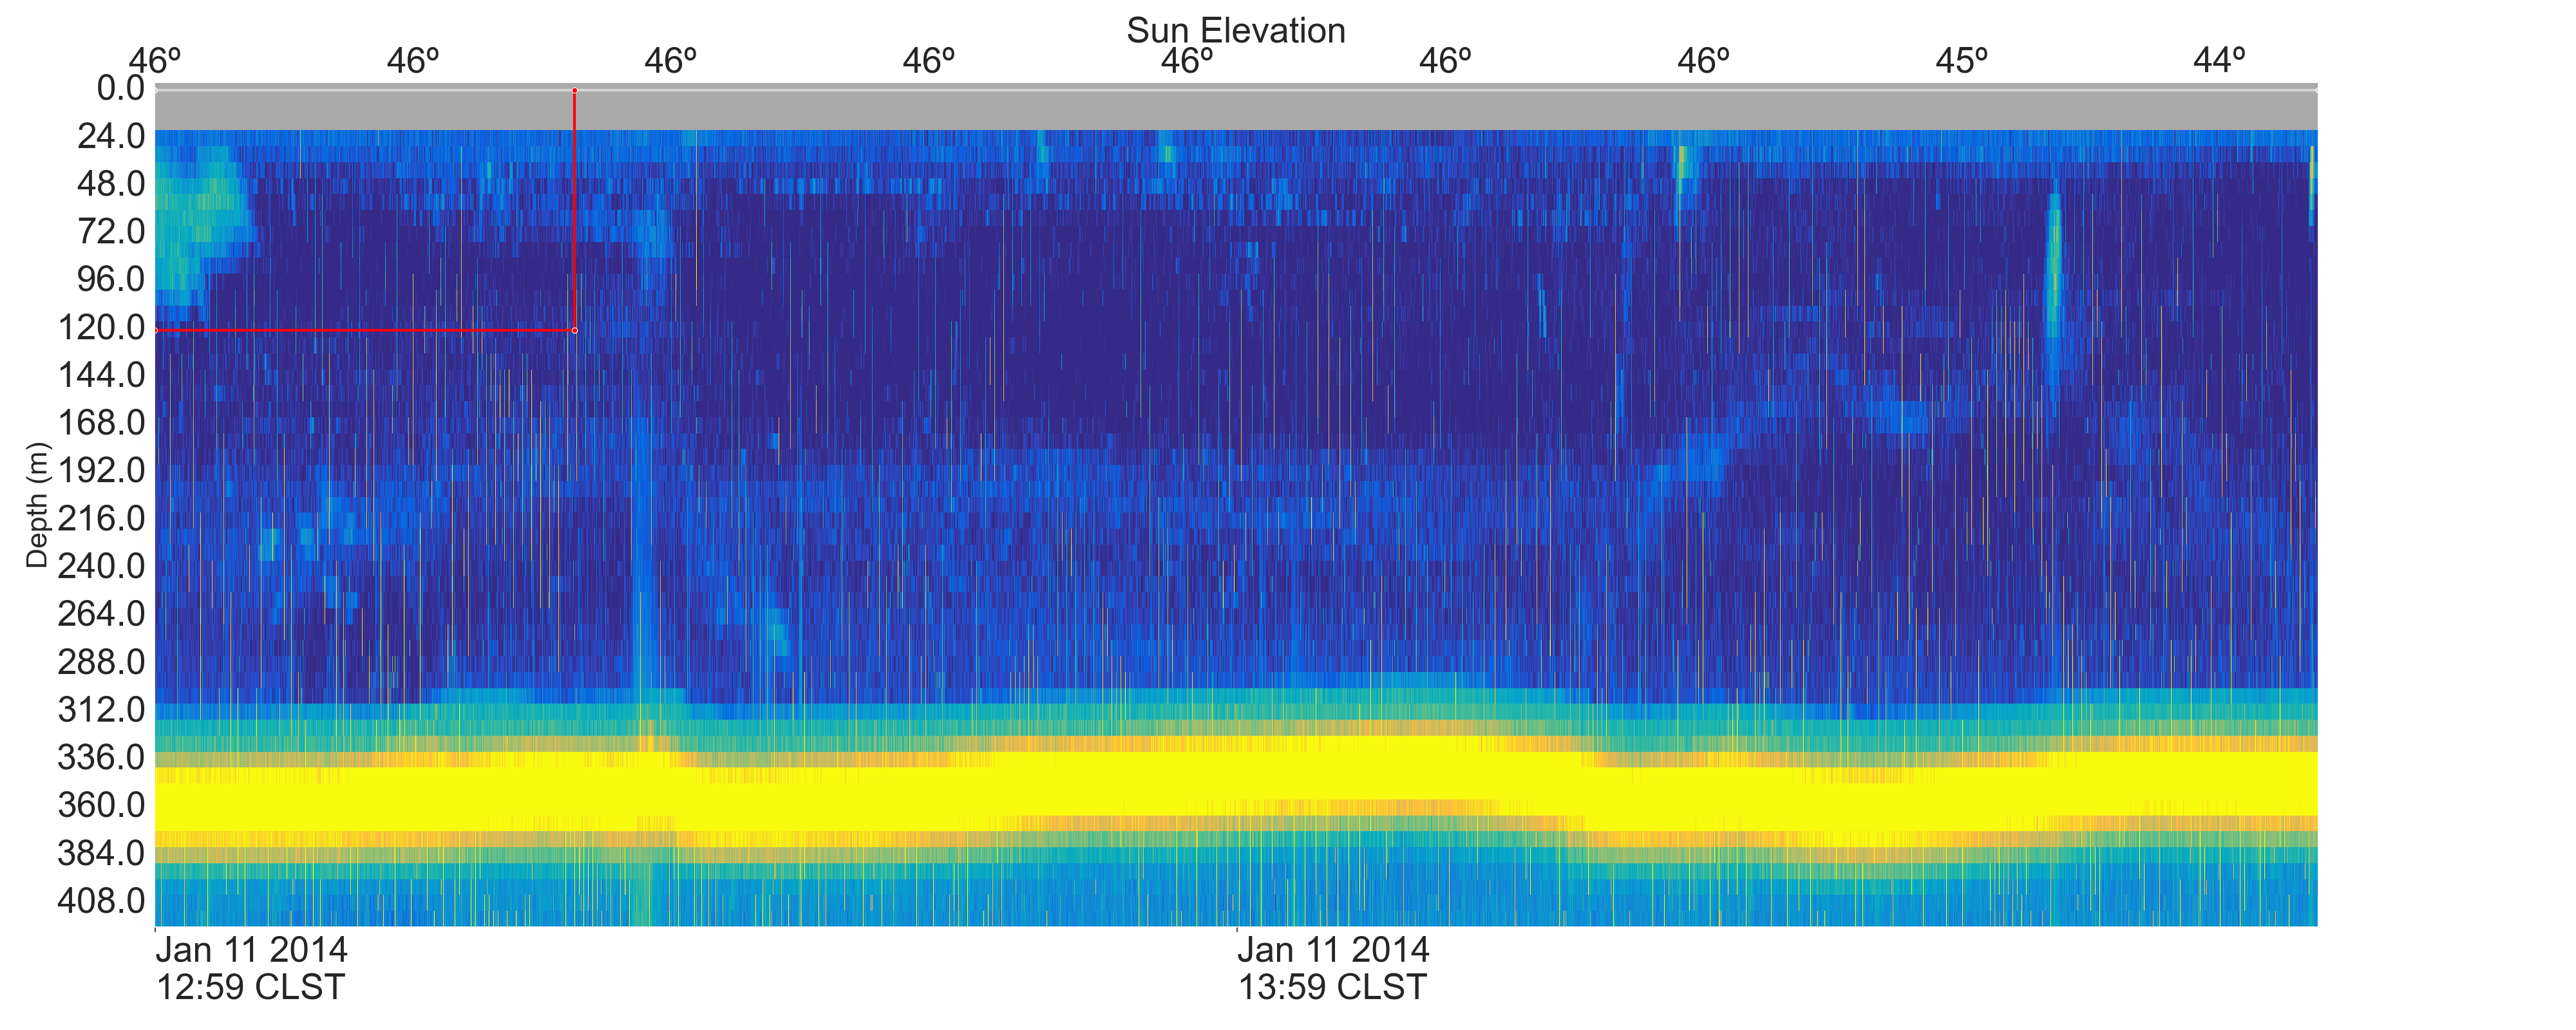 Sun Elevation
46º 46º 46º 46º 46º 46º 46º 45º 44º
0.0
24.0
48.0
72.0
96.0
120.0
144.0
168.0
192.0
216.0
240.0
264.0
288.0
312.0
336.0
360.0
384.0
408.0
Depth (m)
Jan 11 2014
12:59 CLST
Jan 11 2014
13:59 CLST